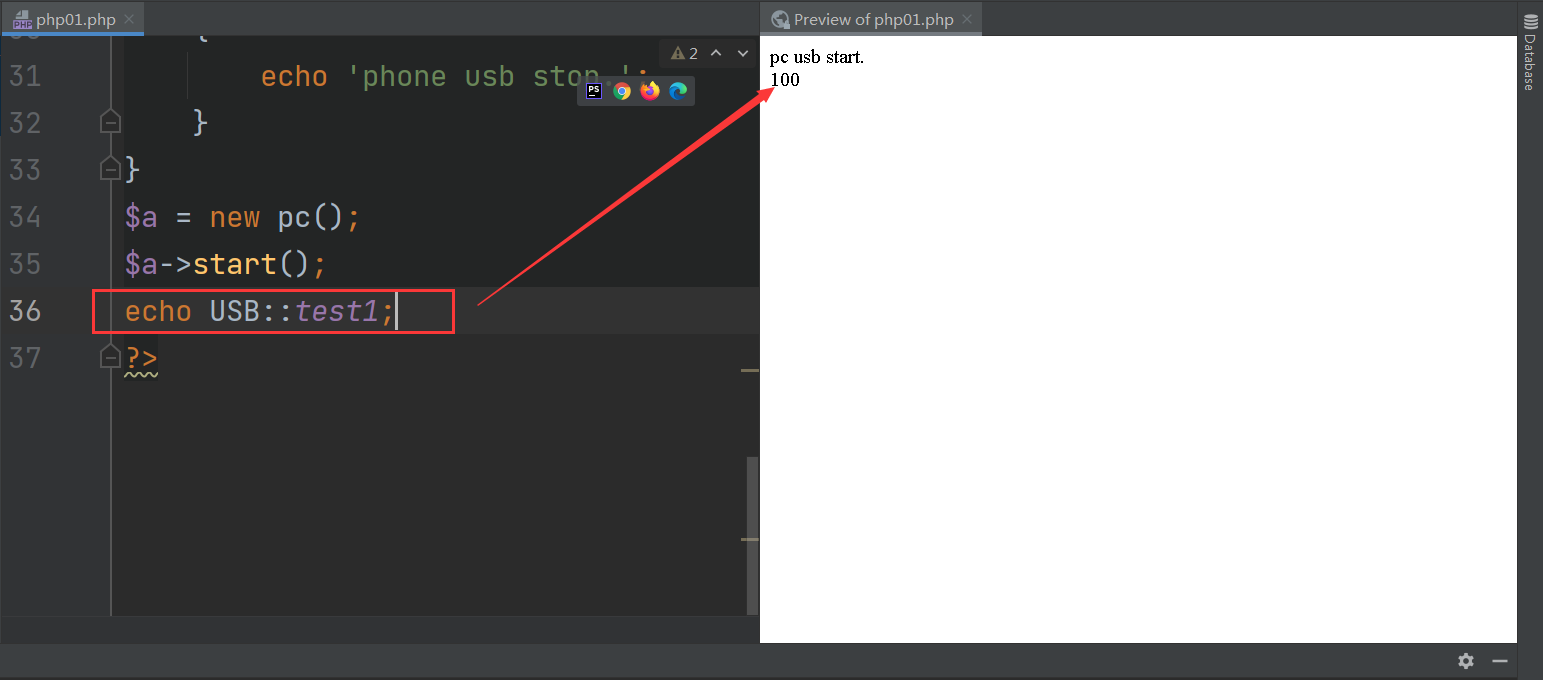 php01.php
31 echo 'phone usb stop.';
32 }
33 }
34 $a = new pc();
35 $a->start();
36 echo USB::test1;
37 ?>
2
PS
Preview of php01.php
pc usb start.
100
Database